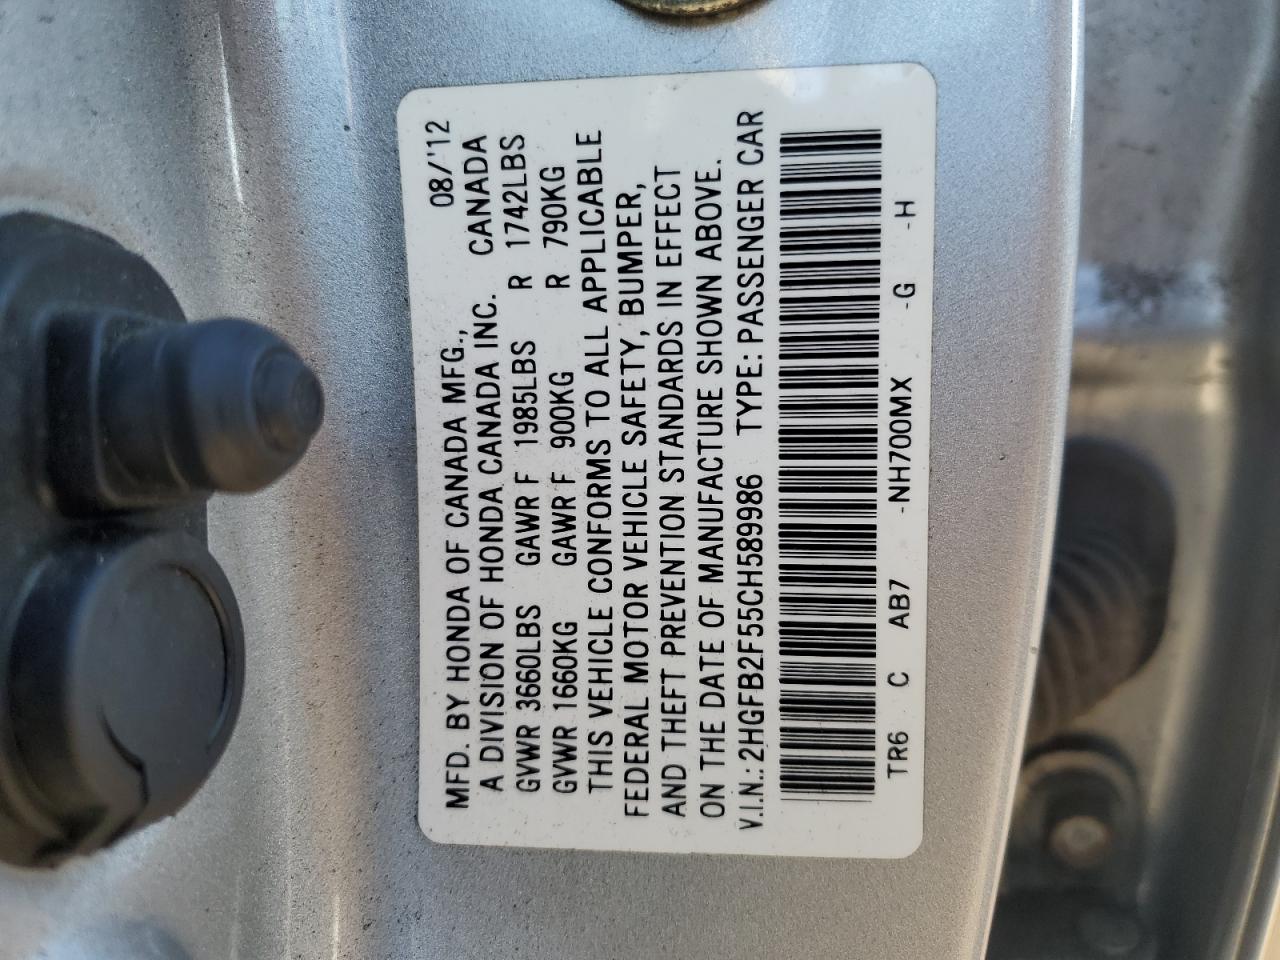 MFD. BY HONDA OF CANADA MFG., 08/'12
A DIVISION OF HONDA CANADA INC. CANADA
GVWR 3660LBS GAWR F 1985LBS R 1742LBS
GVWR 1660KG GAWR F 900KG R 790KG
THIS VEHICLE CONFORMS TO ALL APPLICABLE
FEDERAL MOTOR VEHICLE SAFETY, BUMPER,
AND THEFT PREVENTION STANDARDS IN EFFECT
ON THE DATE OF MANUFACTURE SHOWN ABOVE.
V.I.N.: 2HGFB2F55CH589986 TYPE: PASSENGER CAR
TR6 C AB7 -NH700MX -G -H